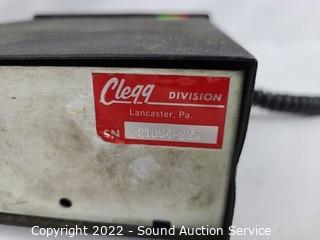 Clegg DIVISION
Lancaster, Pa.
SN
Copyright 2022 - Sound Auction Service